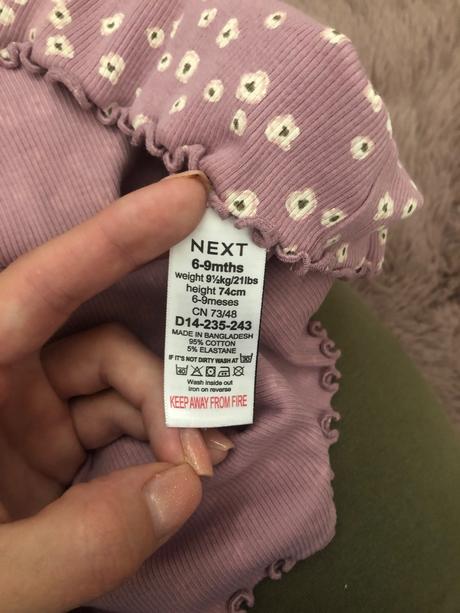 NEXT
6-9mths
weight 9½kg/21lbs
height 74cm
6-9meses
CN 73/48
D14-235-243
MADE IN BANGLADESH
95% COTTON
5% ELASTANE
IF IT'S NOT DIRTY WASH AT
Wash inside out
iron on reverse
KEEP AWAY FROM FIRE